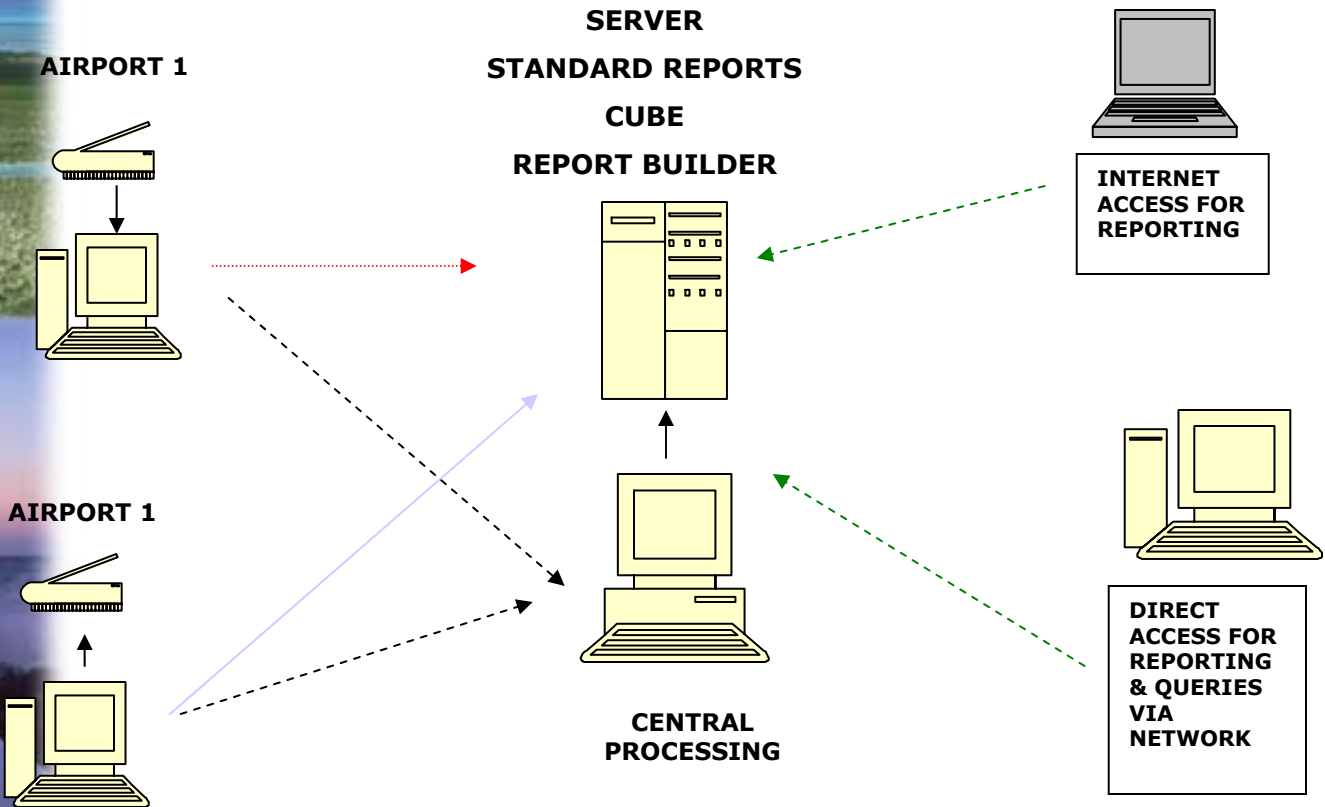 SERVER
STANDARD REPORTS
CUBE
REPORT BUILDER
AIRPORT 1
INTERNET
ACCESS FOR
REPORTING
AIRPORT 1
CENTRAL
PROCESSING
DIRECT
ACCESS FOR
REPORTING
& QUERIES
VIA
NETWORK